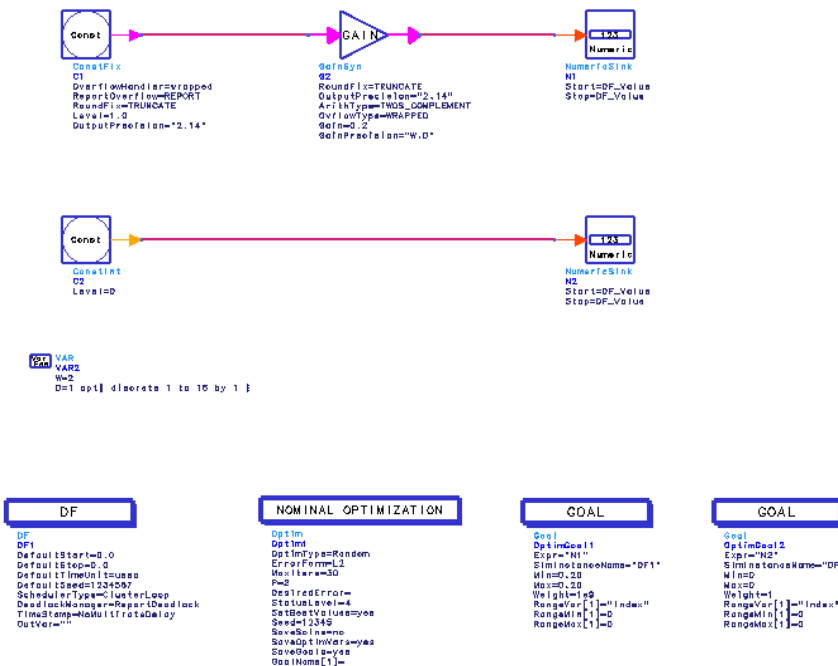 Const
GAIN
123
Numeric
ConstFix
C1
OverflowHandler=wrapped
ReportOverflow=REPORT
RoundFix=TRUNCATE
Level=1.0
OutputPrecision="2.14"
GainSyn
G2
RoundFix=TRUNCATE
OutputPrecision="2.14"
ArithType=TWOS_COMPLEMENT
OvflowType=WRAPPED
Gain=0.2
GainPrecision="W.D"
NumericSink
N1
Start=DF_Value
Stop=DF_Value
Const
123
Numeric
ConstInt
C2
Level=D
NumericSink
N2
Start=DF_Value
Stop=DF_Value
Var
Eqn
VAR
VAR2
W=2
D=1 opt{ discrete 1 to 15 by 1 }
DF
DF
DF1
DefaultStart=0.0
DefaultStop=0.0
DefaultTimeUnit=usec
DefaultSeed=1234567
SchedulerType=ClusterLoop
DeadlockManager=ReportDeadlock
TimeStamp=NoMultirateDelay
OutVar=""
NOMINAL OPTIMIZATION
Optim
Optim1
OptimType=Random
ErrorForm=L2
MaxIters=30
P=2
DesiredError=
StatusLevel=4
SetBestValues=yes
Seed=12345
SaveSolns=no
SaveOptimVars=yes
SaveGoals=yes
GoalName[1]=
GOAL
Goal
OptimGoal1
Expr="N1"
SimInstanceName="DF1"
Min=0.20
Max=0.20
Weight=1e9
RangeVar[1]="Index"
RangeMin[1]=0
RangeMax[1]=0
GOAL
Goal
OptimGoal2
Expr="N2"
SimInstanceName="DF
Min=0
Max=0
Weight=1
RangeVar[1]="Index"
RangeMin[1]=0
RangeMax[1]=0